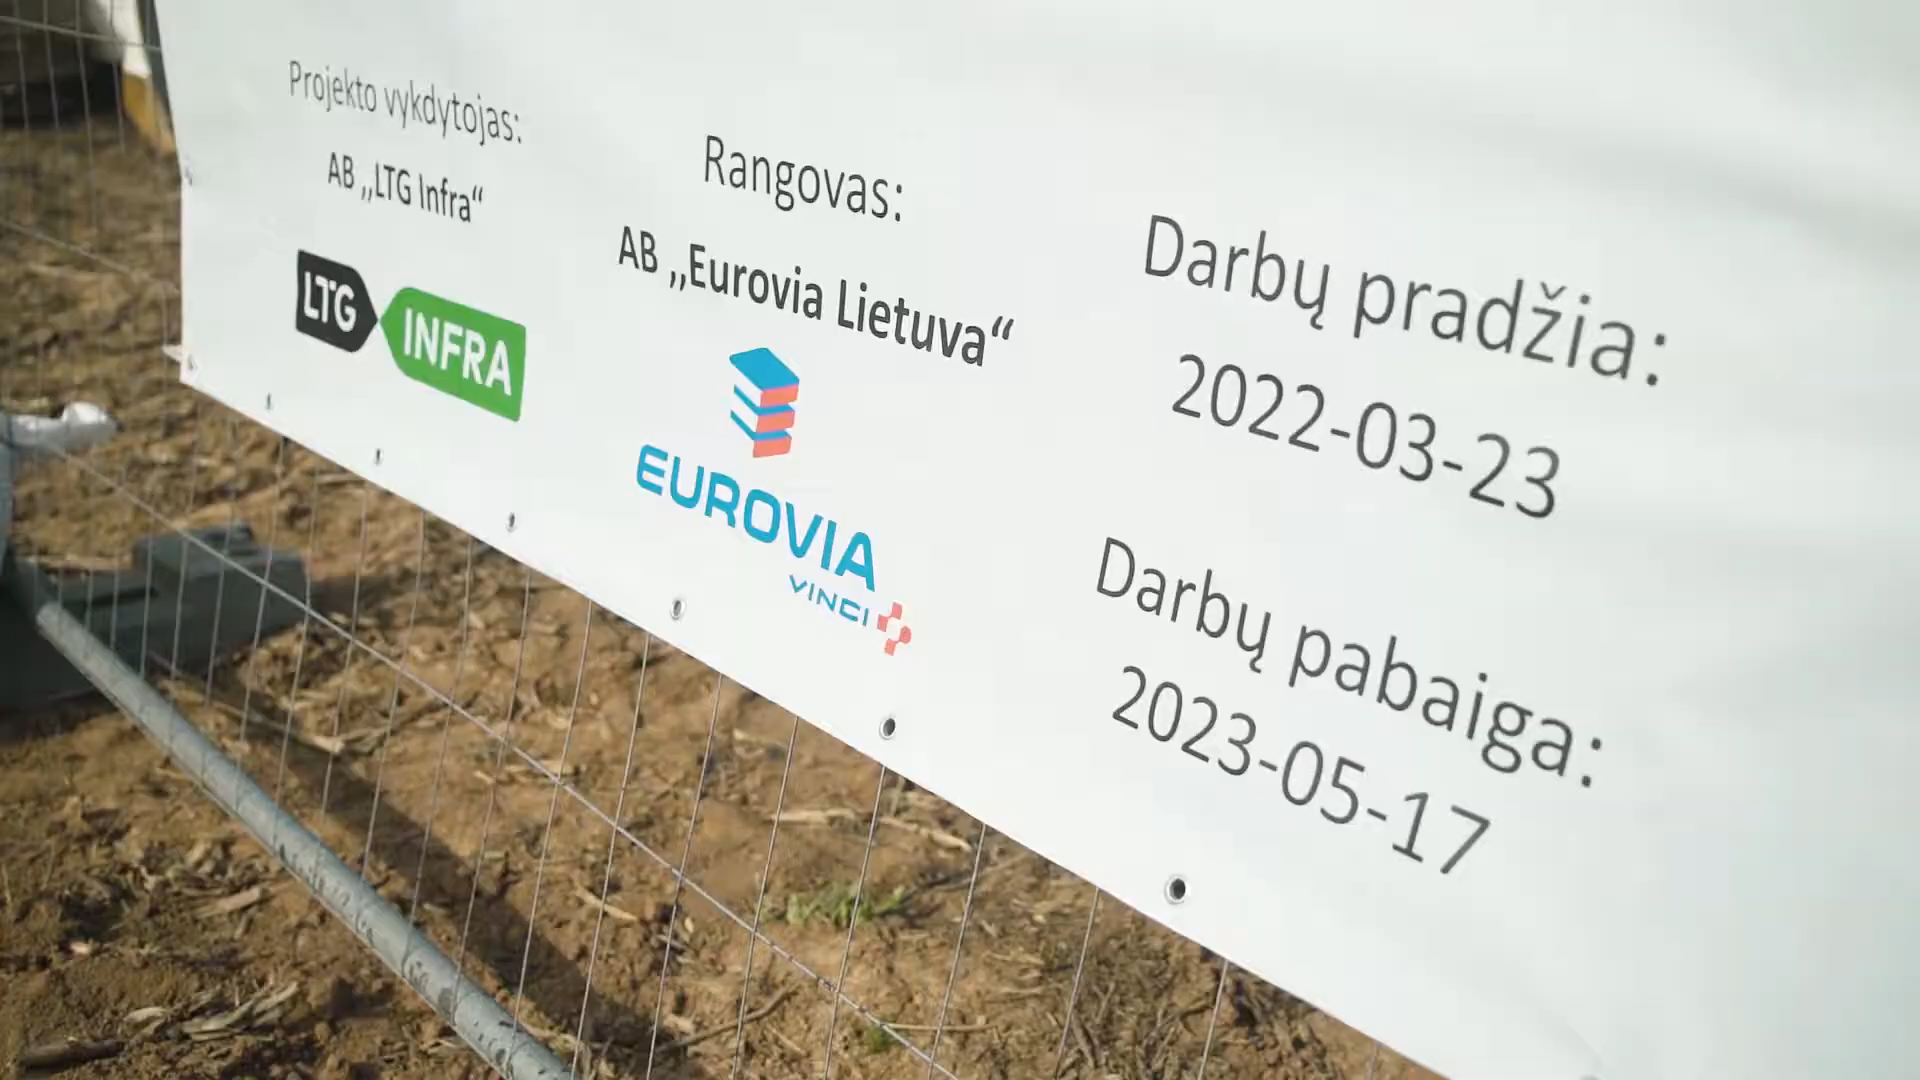 Projekto vykdytojas:
AB „LTG Infra“
LTG INFRA
Rangovas:
AB „Eurovia Lietuva“
EUROVIA
VINCI
Darbų pradžia:
2022-03-23
Darbų pabaiga:
2023-05-17